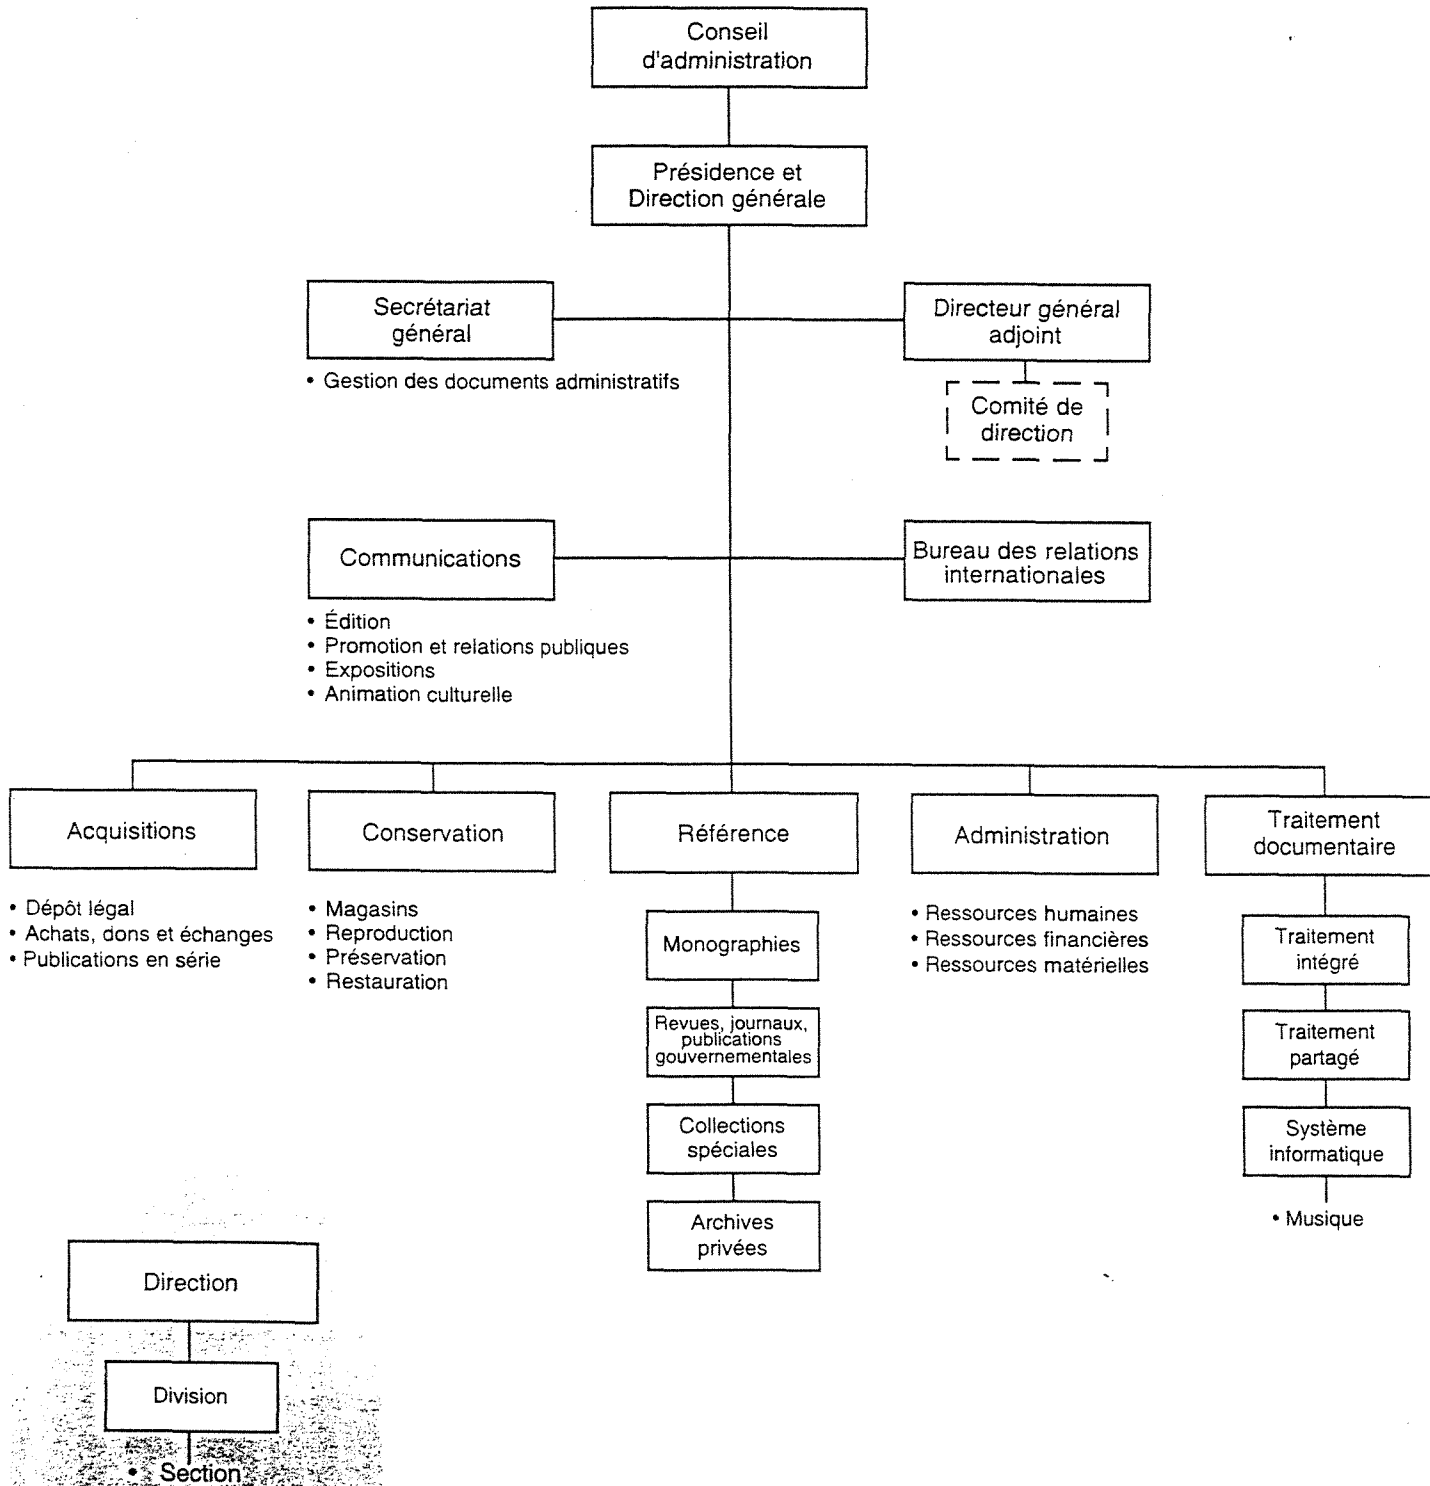 Conseil
d'administration
Présidence et
Direction générale
Secrétariat
général
• Gestion des documents administratifs
Directeur général
adjoint
Comité de
direction
Communications
• Édition
• Promotion et relations publiques
• Expositions
• Animation culturelle
Bureau des relations
internationales
Acquisitions
• Dépôt légal
• Achats, dons et échanges
• Publications en série
Conservation
• Magasins
• Reproduction
• Préservation
• Restauration
Référence
Monographies
Revues, journaux,
publications
gouvernementales
Collections
spéciales
Archives
privées
Administration
• Ressources humaines
• Ressources financières
• Ressources matérielles
Traitement
documentaire
Traitement
intégré
Traitement
partagé
Système
informatique
• Musique
Direction
Division
• Section